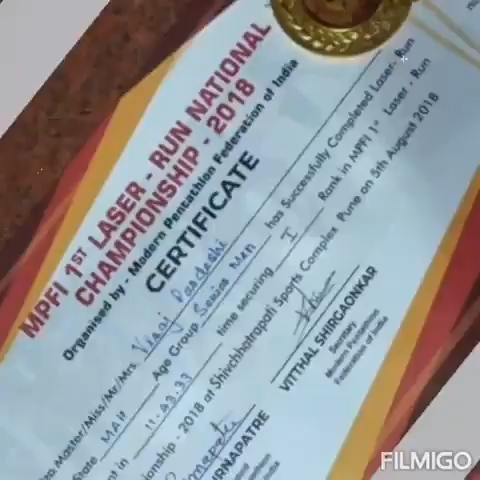 MPFI 1ST LASER - RUN NATIONAL
CHAMPIONSHIP - 2018
Organised by - Modern Pentathlon Federation of India
CERTIFICATE
Master/Miss/Mr/Mrs. Viraj Pardeshi has Successfully Completed Laser- Run
State MAH Age Group Senior Men
in 11.43.33 time securing I Rank in MPFI 1st Laser - Run
- 2018 at Shivchhatrapati Sports Complex Pune on 5th August 2018
VITTHAL SHIRGAONKAR
Secretary
Modern Pentathlon
Federation of India
FILMIGO